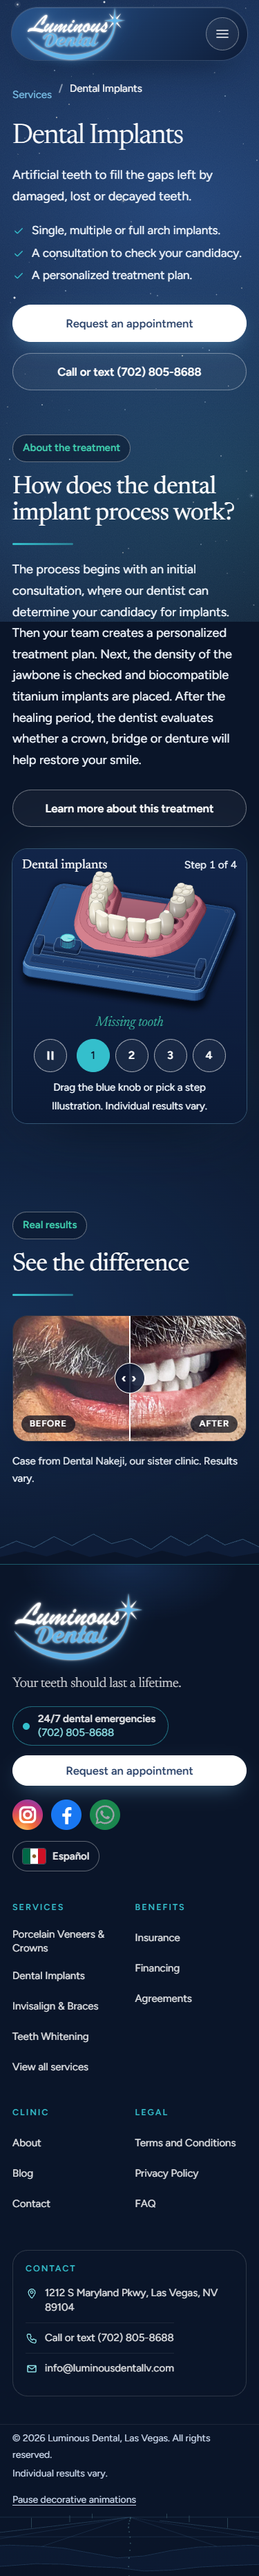 Luminous
Dental
Services / Dental Implants
Dental Implants
Artificial teeth to fill the gaps left by
damaged, lost or decayed teeth.
Single, multiple or full arch implants.
A consultation to check your candidacy.
A personalized treatment plan.
Request an appointment
Call or text (702) 805-8688
About the treatment
How does the dental
implant process work?
The process begins with an initial
consultation, where our dentist can
determine your candidacy for implants.
Then your team creates a personalized
treatment plan. Next, the density of the
jawbone is checked and biocompatible
titanium implants are placed. After the
healing period, the dentist evaluates
whether a crown, bridge or denture will
help restore your smile.
Learn more about this treatment
Dental implants
Step 1 of 4
Missing tooth
1
2
3
4
Drag the blue knob or pick a step
Illustration. Individual results vary.
Real results
See the difference
BEFORE
AFTER
Case from Dental Nakeji, our sister clinic. Results
vary.
Luminous
Dental
Your teeth should last a lifetime.
24/7 dental emergencies
(702) 805-8688
Request an appointment
Español
SERVICES
Porcelain Veneers &
Crowns
Dental Implants
Invisalign & Braces
Teeth Whitening
View all services
BENEFITS
Insurance
Financing
Agreements
CLINIC
About
Blog
Contact
LEGAL
Terms and Conditions
Privacy Policy
FAQ
CONTACT
1212 S Maryland Pkwy, Las Vegas, NV
89104
Call or text (702) 805-8688
info@luminousdentallv.com
© 2026 Luminous Dental, Las Vegas. All rights
reserved.
Individual results vary.
Pause decorative animations